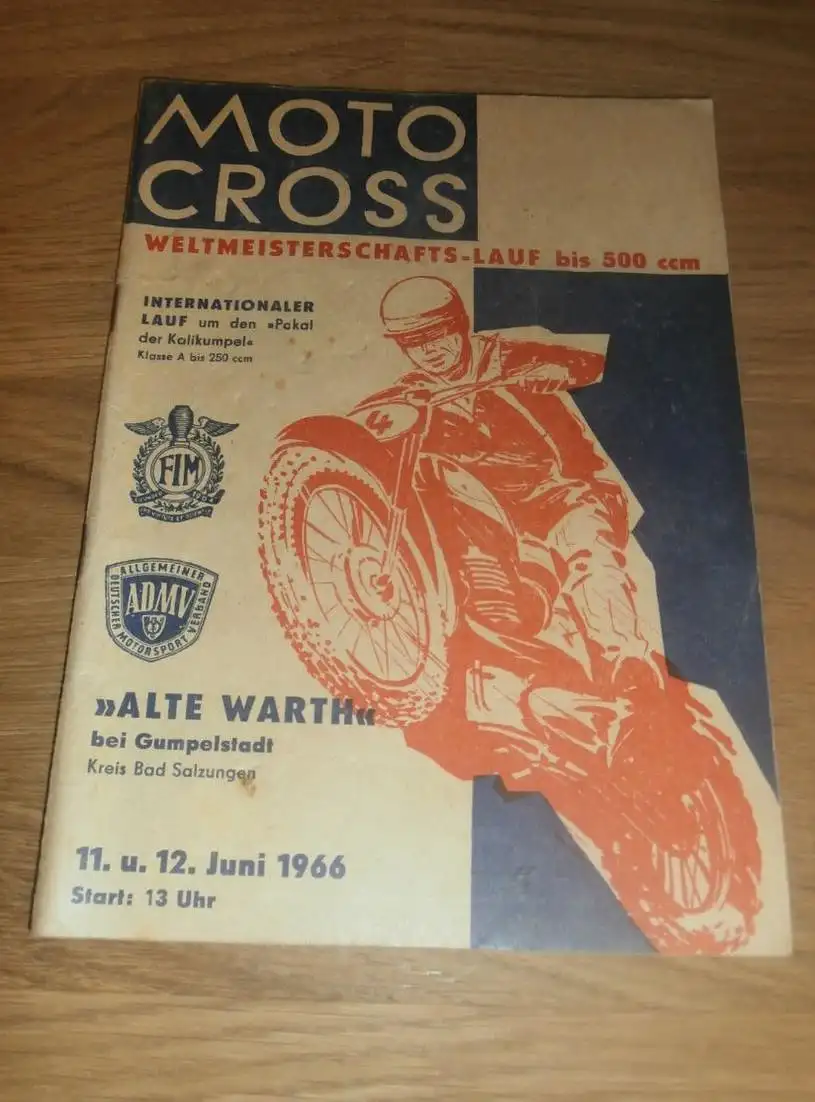 MOTO
CROSS
WELTMEISTERSCHAFTS-LAUF bis 500 ccm
INTERNATIONALER
LAUF um den »Pokal
der Kalikumpel«
Klasse A bis 250 ccm
4
FIM
1904
ALLGEMEINER
DEUTSCHER
ADMV
MOTORSPORT VERBAND
»ALTE WARTH«
bei Gumpelstadt
Kreis Bad Salzungen
11. u. 12. Juni 1966
Start: 13 Uhr